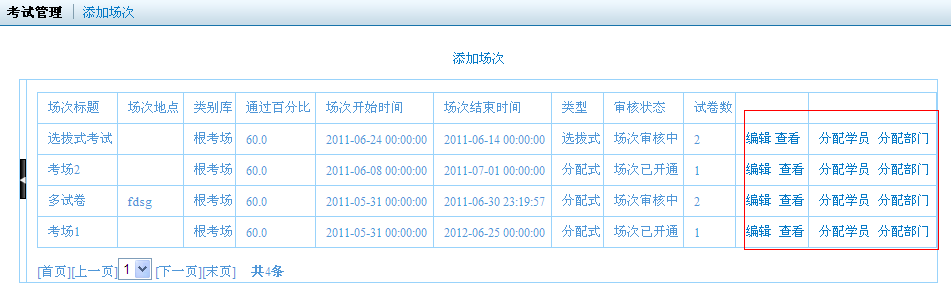 考试管理 添加场次
添加场次
场次标题 场次地点 类别库 通过百分比 场次开始时间 场次结束时间 类型 审核状态 试卷数
选拨式考试 根考场 60.0 2011-06-24 00:00:00 2011-06-14 00:00:00 选拨式 场次审核中 2 编辑 查看 分配学员 分配部门
考场2 根考场 60.0 2011-06-08 00:00:00 2011-07-01 00:00:00 分配式 场次已开通 1 编辑 查看 分配学员 分配部门
多试卷 fdsg 根考场 60.0 2011-05-31 00:00:00 2011-06-30 23:19:57 分配式 场次审核中 2 编辑 查看 分配学员 分配部门
考场1 根考场 60.0 2011-05-31 00:00:00 2012-06-25 00:00:00 分配式 场次已开通 1 编辑 查看 分配学员 分配部门
[首页][上一页] 1 [下一页][末页] 共4条